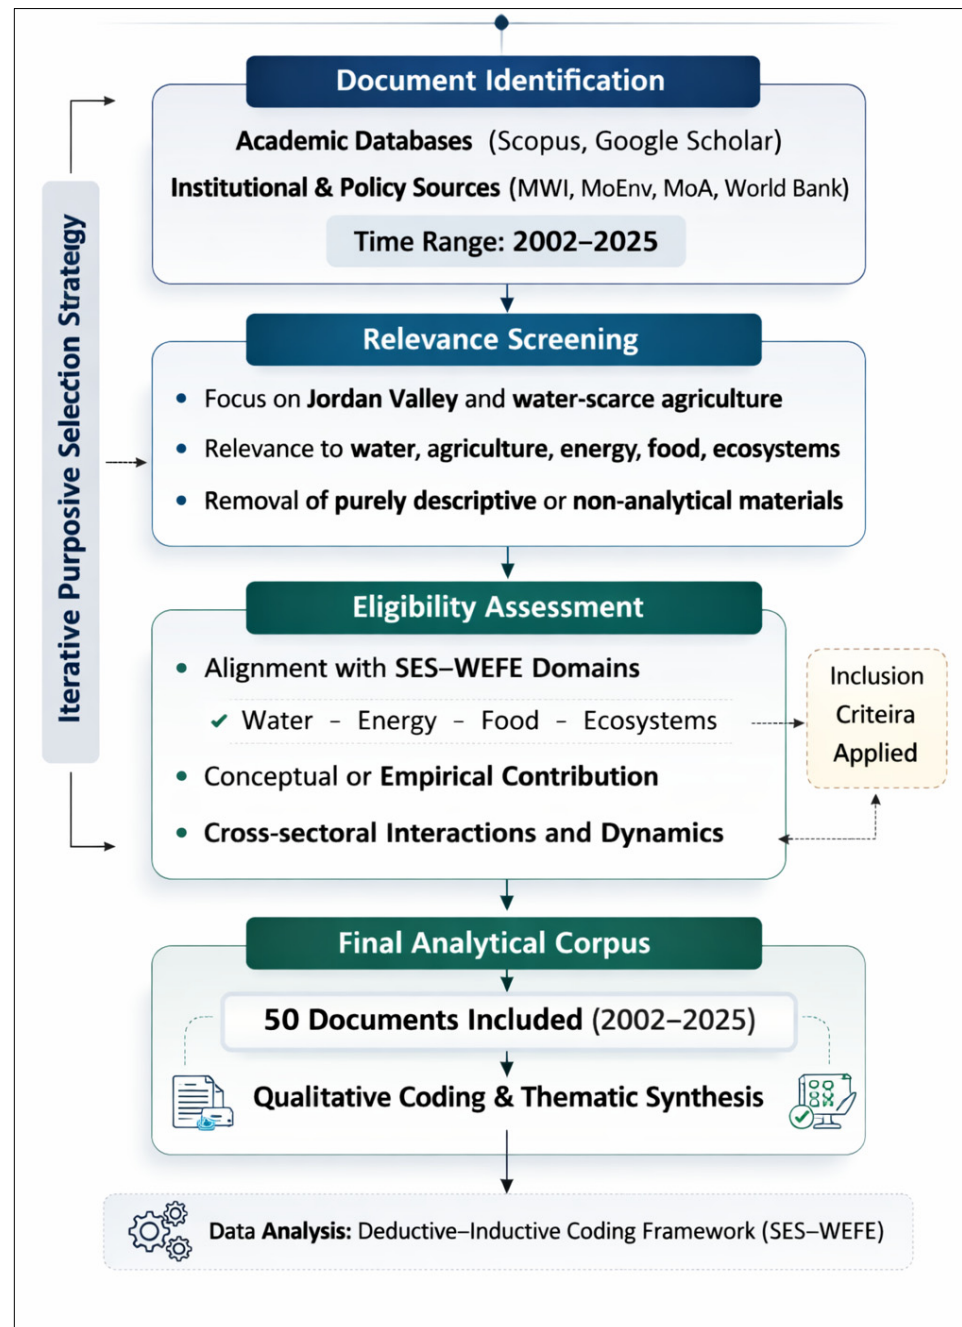 Document Identification
Academic Databases (Scopus, Google Scholar)
Institutional & Policy Sources (MWI, MoEnv, MoA, World Bank)
Time Range: 2002–2025
Iterative Purposive Selection Strategy
Relevance Screening
• Focus on Jordan Valley and water-scarce agriculture
• Relevance to water, agriculture, energy, food, ecosystems
• Removal of purely descriptive or non-analytical materials
Eligibility Assessment
• Alignment with SES–WEFE Domains
✓ Water – Energy – Food – Ecosystems
• Conceptual or Empirical Contribution
• Cross-sectoral Interactions and Dynamics
Inclusion
Criteira
Applied
Final Analytical Corpus
50 Documents Included (2002–2025)
Qualitative Coding & Thematic Synthesis
Data Analysis: Deductive–Inductive Coding Framework (SES–WEFE)